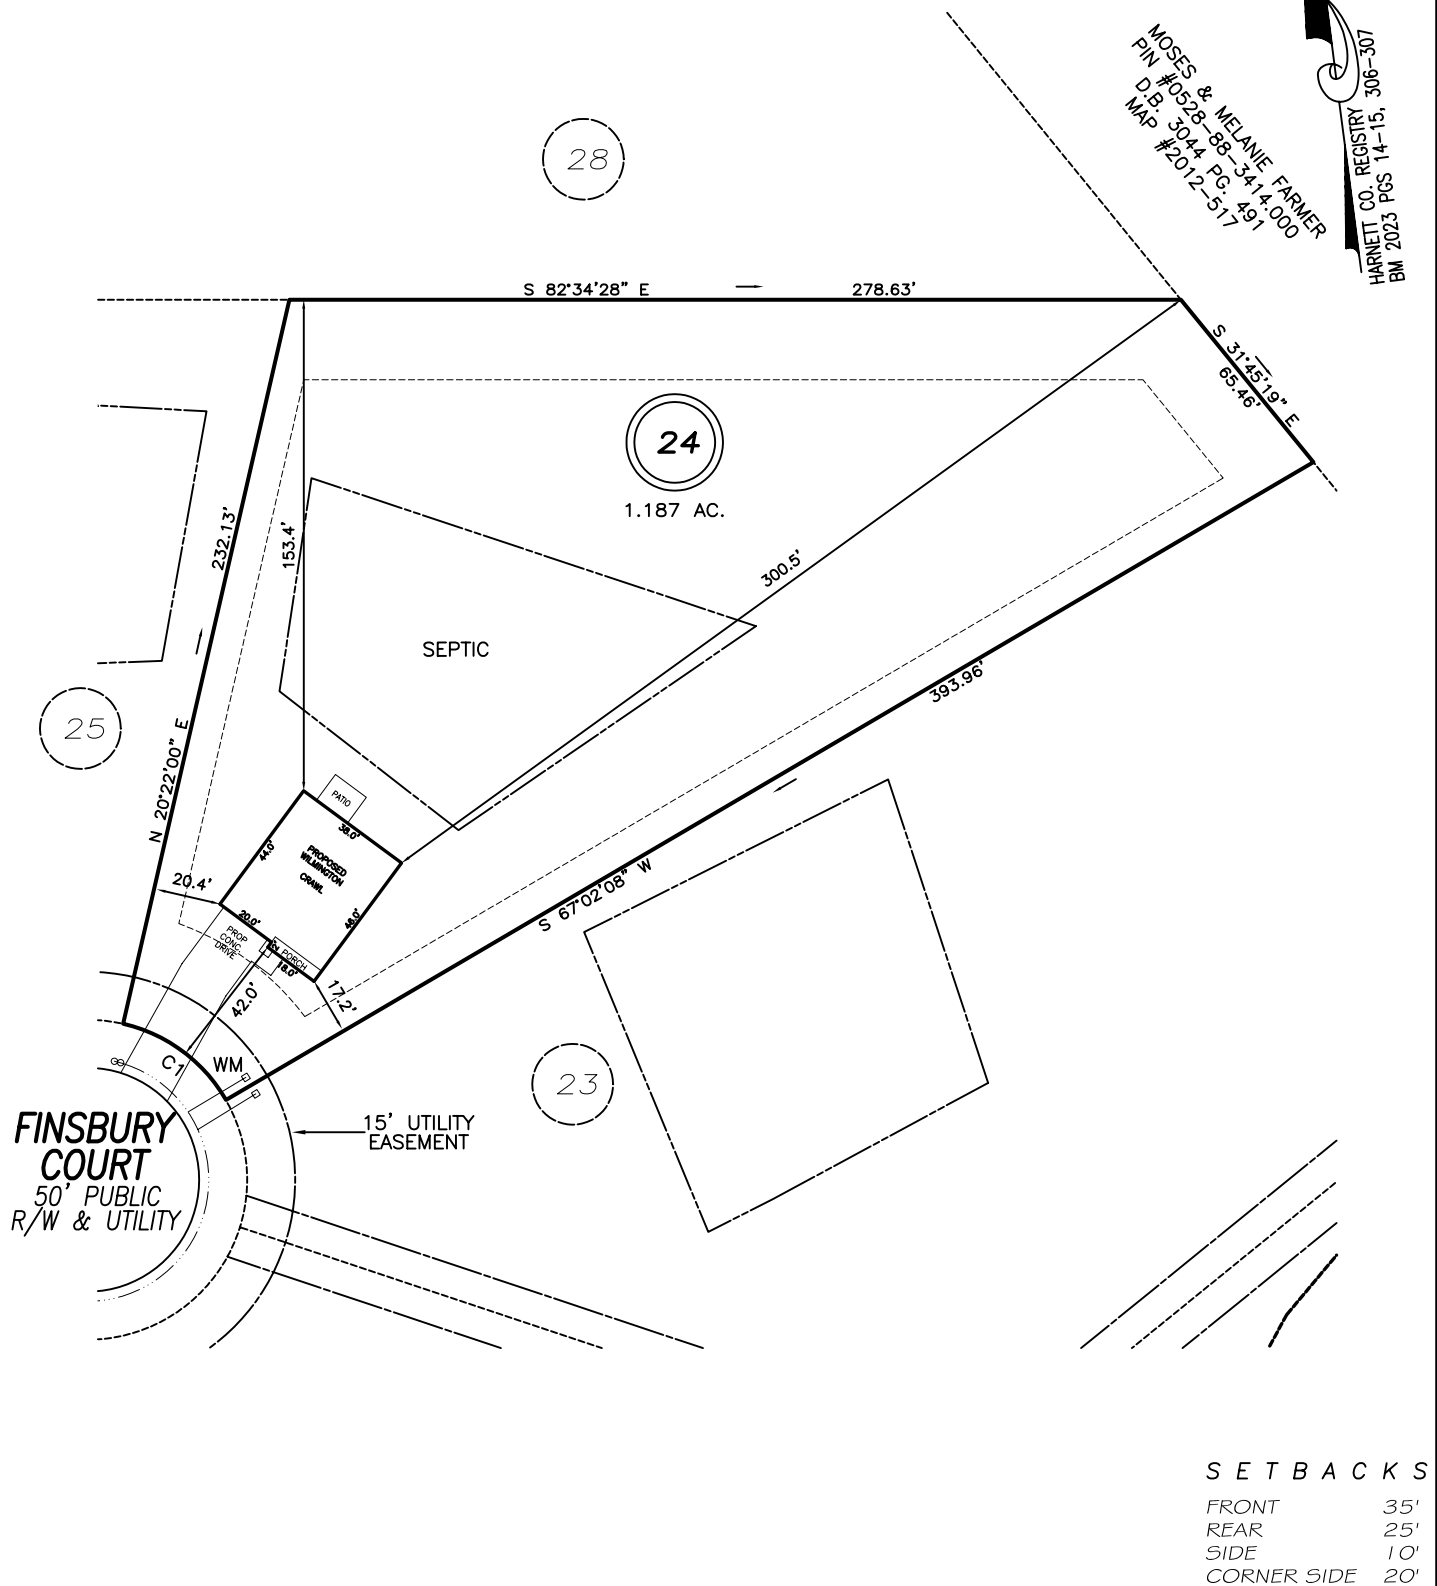 MOSES & MELANIE FARMER
PIN #0528-88-3414.000
D.B. 3044 PG. 491
MAP #2012-517
HARNETT CO. REGISTRY
BM 2023 PGS 14-15, 306-307
28
S 82°34'28" E
278.63'
S 31°45'19" E
65.46'
24
1.187 AC.
232.13'
153.4'
300.5'
SEPTIC
393.96'
25
N 20°22'00" E
PATIO
38.0'
44.0'
PROPOSED
WILMINGTON
CRAWL
46.0'
20.4'
20.0'
S 67°02'08" W
PROP
CONC.
DRIVE
PORCH
18.0'
42.0'
17.2'
C1
WM
23
FINSBURY
COURT
50' PUBLIC
R/W & UTILITY
15' UTILITY
EASEMENT
SETBACKS
FRONT 35'
REAR 25'
SIDE 10'
CORNER SIDE 20'